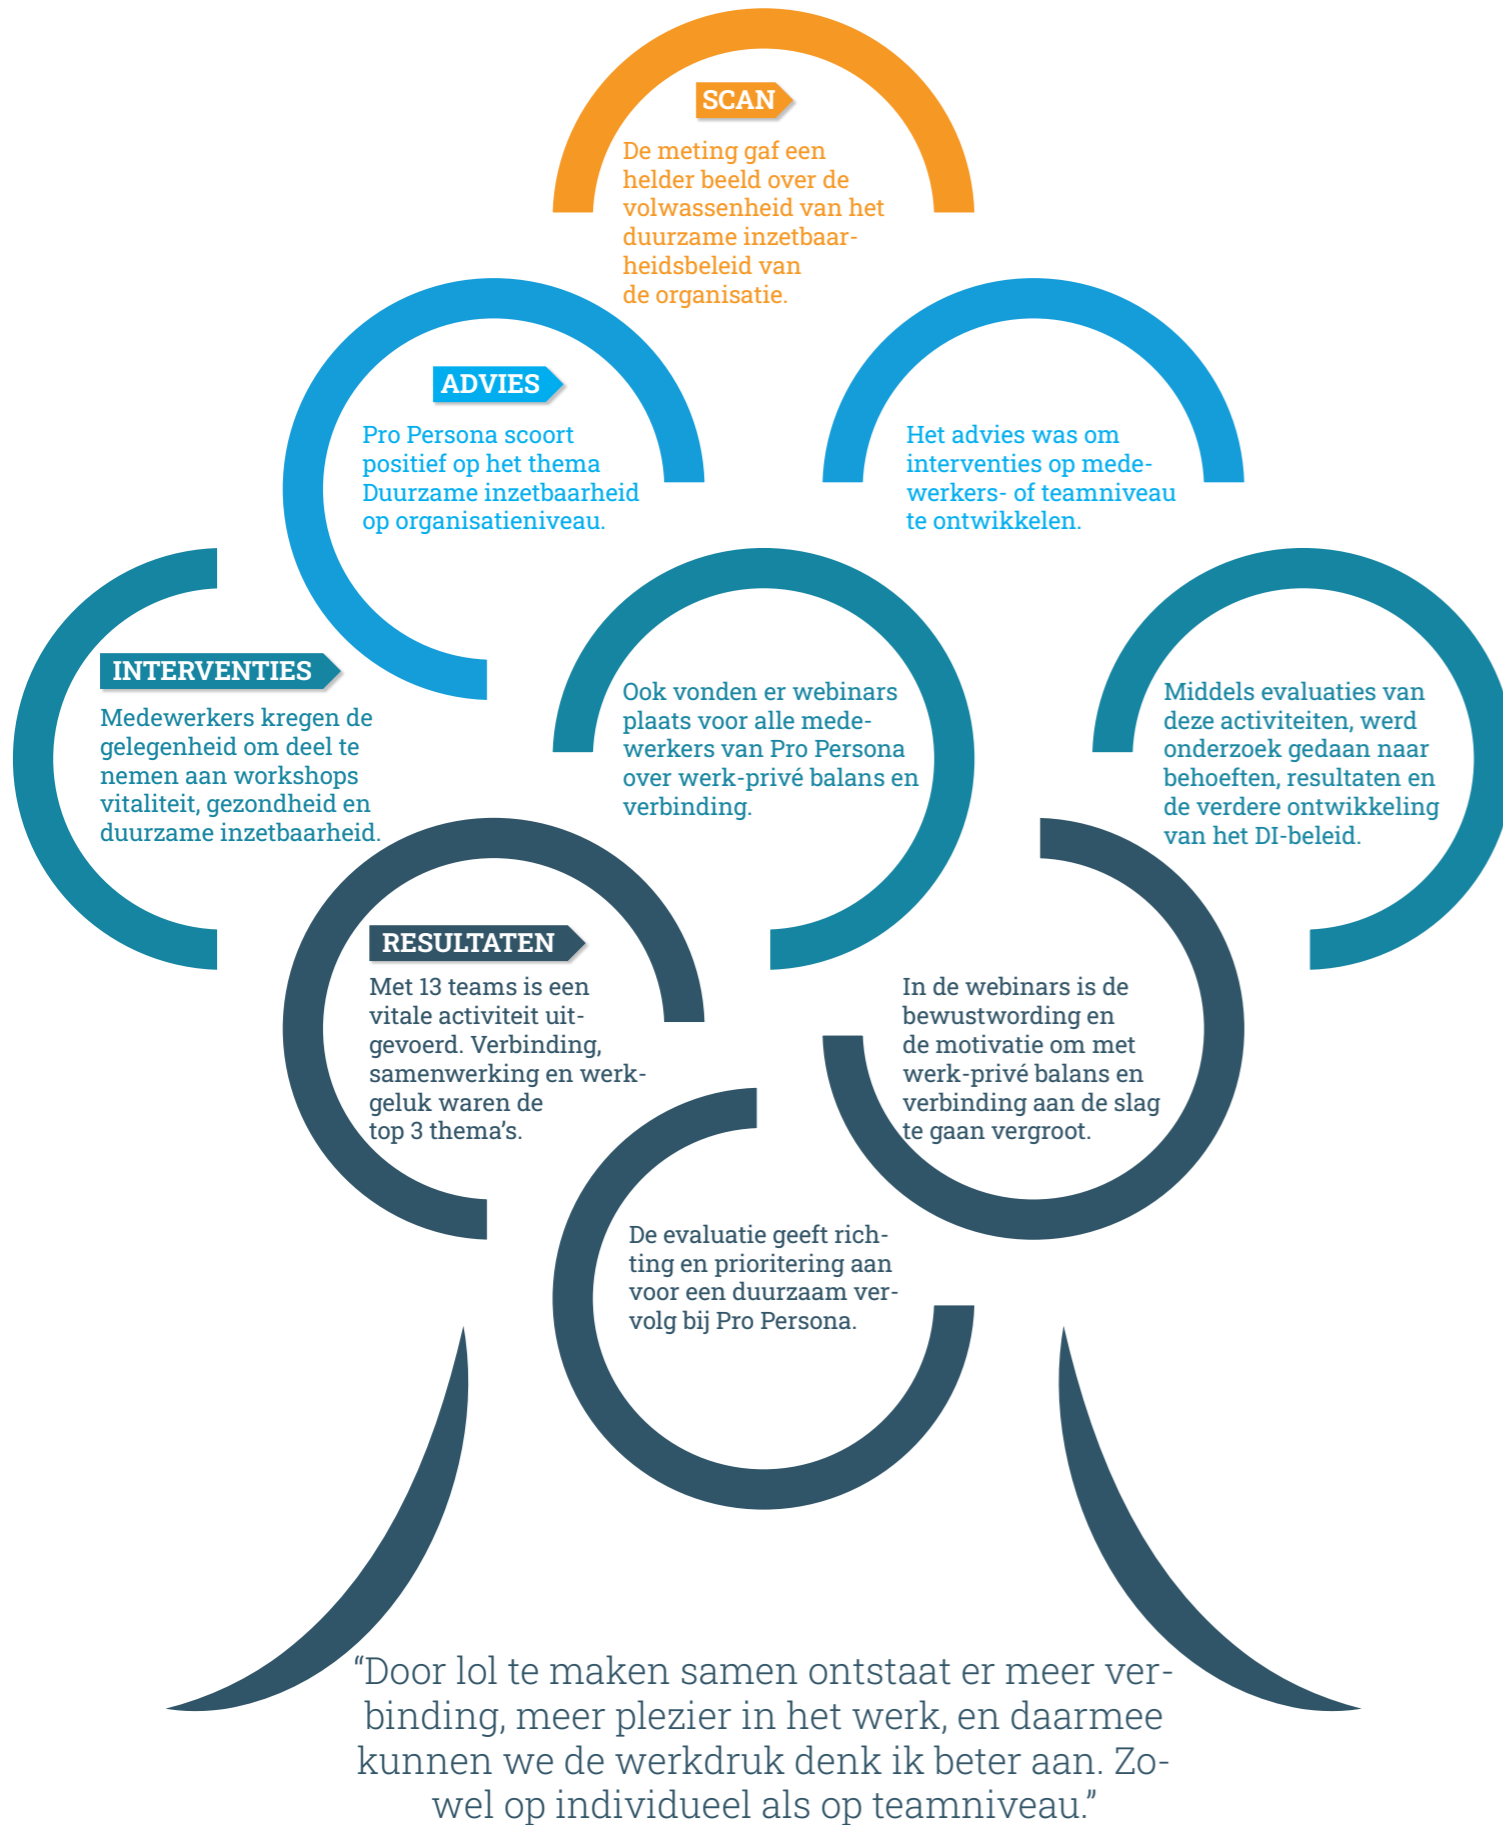 SCAN
De meting gaf een
helder beeld over de
volwassenheid van het
duurzame inzetbaar-
heidsbeleid van
de organisatie.
ADVIES
Pro Persona scoort
positief op het thema
Duurzame inzetbaarheid
op organisatieniveau.
Het advies was om
interventies op mede-
werkers- of teamniveau
te ontwikkelen.
INTERVENTIES
Medewerkers kregen de
gelegenheid om deel te
nemen aan workshops
vitaliteit, gezondheid en
duurzame inzetbaarheid.
Ook vonden er webinars
plaats voor alle mede-
werkers van Pro Persona
over werk-privé balans en
verbinding.
Middels evaluaties van
deze activiteiten, werd
onderzoek gedaan naar
behoeften, resultaten en
de verdere ontwikkeling
van het DI-beleid.
RESULTATEN
Met 13 teams is een
vitale activiteit uit-
gevoerd. Verbinding,
samenwerking en werk-
geluk waren de
top 3 thema’s.
In de webinars is de
bewustwording en
de motivatie om met
werk-privé balans en
verbinding aan de slag
te gaan vergroot.
De evaluatie geeft rich-
ting en prioritering aan
voor een duurzaam ver-
volg bij Pro Persona.
“Door lol te maken samen ontstaat er meer ver-
binding, meer plezier in het werk, en daarmee
kunnen we de werkdruk denk ik beter aan. Zo-
wel op individueel als op teamniveau.”